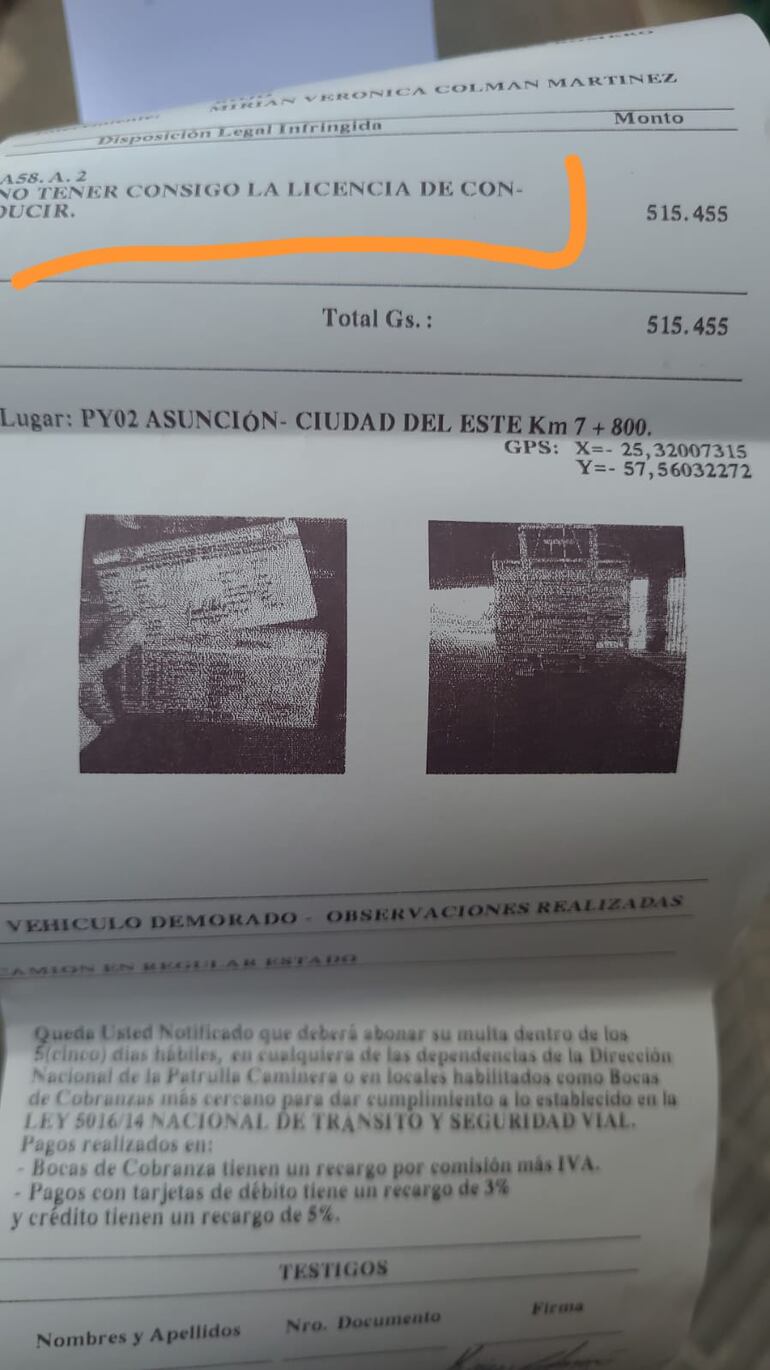 MIRIAN VERONICA COLMAN MARTINEZ
Disposición Legal Infringida Monto
A58. A. 2
NO TENER CONSIGO LA LICENCIA DE CON-
DUCIR. 515.455
Total Gs.: 515.455
Lugar: PY02 ASUNCIÓN- CIUDAD DEL ESTE Km 7 + 800.
GPS: X=- 25,32007315
Y=- 57,56032272
VEHICULO DEMORADO - OBSERVACIONES REALIZADAS
CAMION EN REGULAR ESTADO
Queda Usted Notificado que deberá abonar su multa dentro de los
5(cinco) días hábiles, en cualquiera de las dependencias de la Dirección
Nacional de la Patrulla Caminera o en locales habilitados como Bocas
de Cobranzas más cercano para dar cumplimiento a lo establecido en la
LEY 5016/14 NACIONAL DE TRÁNSITO Y SEGURIDAD VIAL.
Pagos realizados en:
- Bocas de Cobranza tienen un recargo por comisión más IVA.
- Pagos con tarjetas de débito tiene un recargo de 3%
y crédito tienen un recargo de 5%.
TESTIGOS
Nombres y Apellidos Nro. Documento Firma